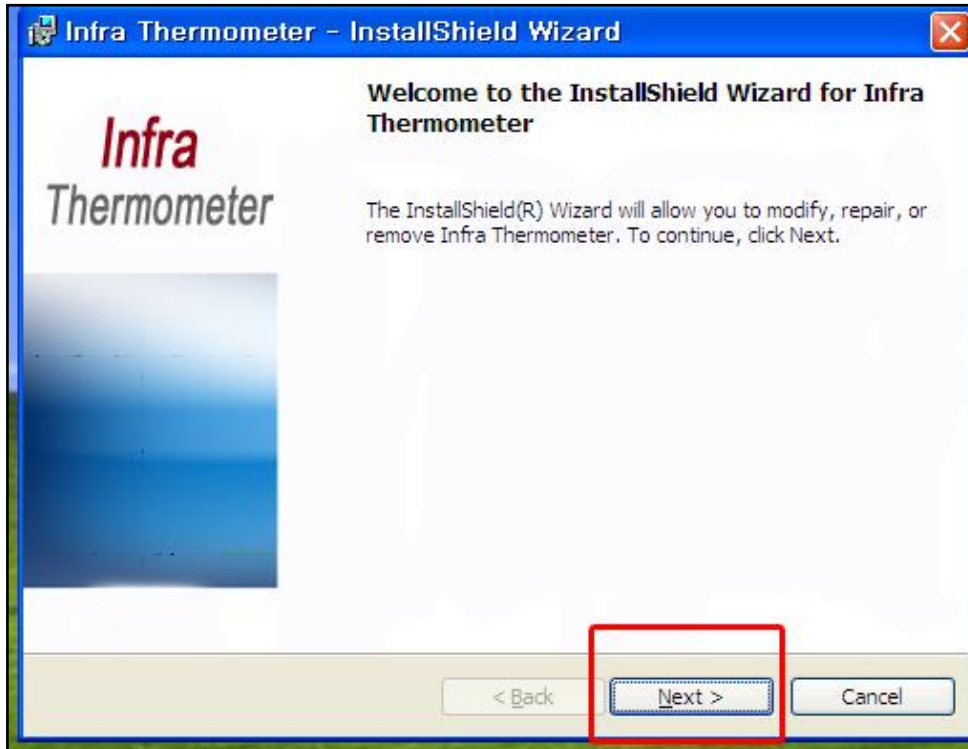 Infra Thermometer - InstallShield Wizard
Infra
Thermometer
Welcome to the InstallShield Wizard for Infra
Thermometer
The InstallShield(R) Wizard will allow you to modify, repair, or
remove Infra Thermometer. To continue, click Next.
< Back Next > Cancel